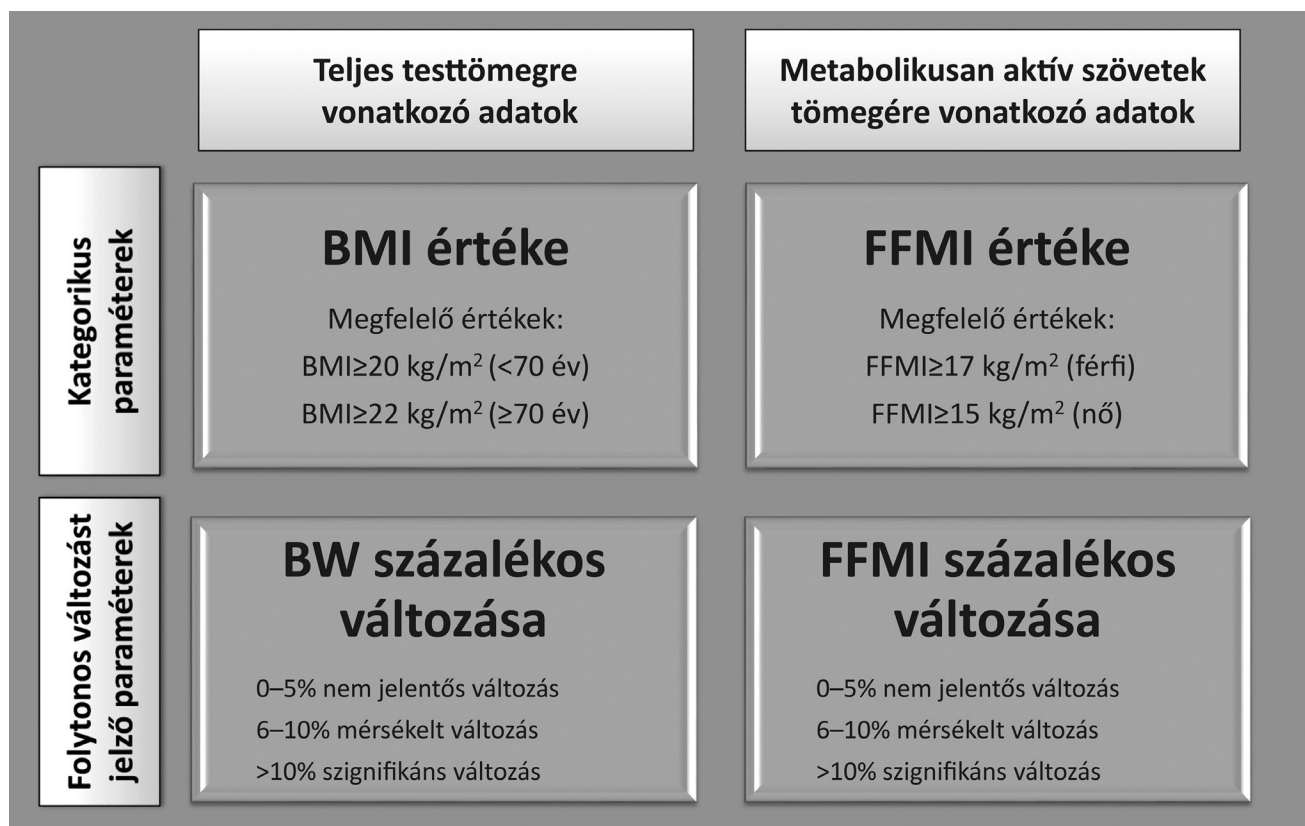 Teljes testtömegre
vonatkozó adatok
Metabolikusan aktív szövetek
tömegére vonatkozó adatok
Kategorikus
paraméterek
BMI értéke
Megfelelő értékek:
BMI≥20 kg/m² (<70 év)
BMI≥22 kg/m² (≥70 év)
FFMI értéke
Megfelelő értékek:
FFMI≥17 kg/m² (férfi)
FFMI≥15 kg/m² (nő)
Folytonos változást
jelző paraméterek
BW százalékos
változása
0–5% nem jelentős változás
6–10% mérsékelt változás
>10% szignifikáns változás
FFMI százalékos
változása
0–5% nem jelentős változás
6–10% mérsékelt változás
>10% szignifikáns változás